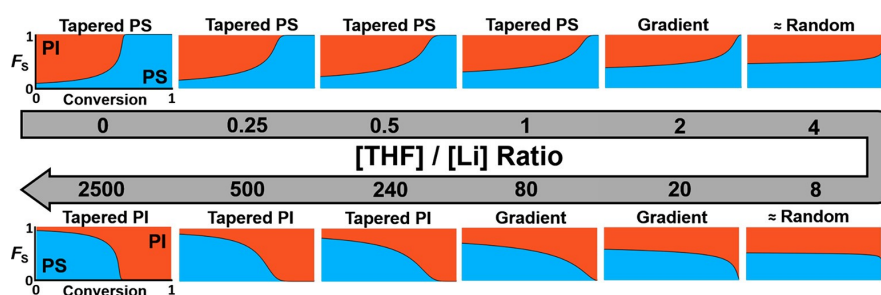 Tapered PS Tapered PS Tapered PS Tapered PS Gradient ≈ Random
1
PI
Fs
PS
0
0 Conversion 1
0 0.25 0.5 1 2 4
[THF] / [Li] Ratio
2500 500 240 80 20 8
Tapered PI Tapered PI Tapered PI Gradient Gradient ≈ Random
1
PI
Fs
PS
0
0 Conversion 1